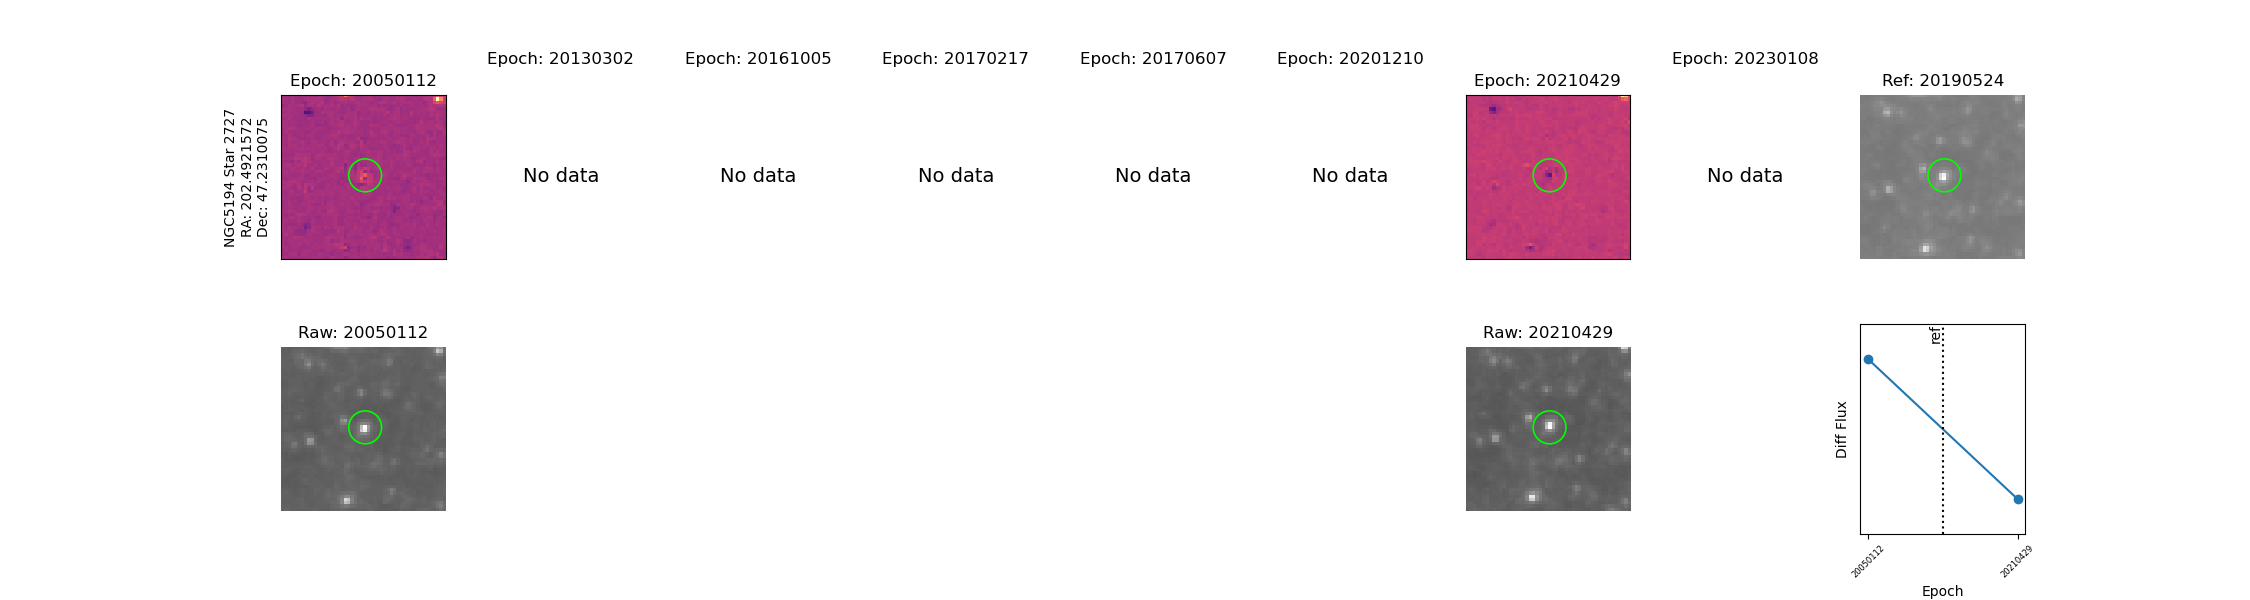 Epoch: 20050112
Epoch: 20130302
Epoch: 20161005
Epoch: 20170217
Epoch: 20170607
Epoch: 20201210
Epoch: 20210429
Epoch: 20230108
Ref: 20190524
NGC5194 Star 2727
RA: 202.4921572
Dec: 47.2310075
No data
No data
No data
No data
No data
No data
Raw: 20050112
Raw: 20210429
ref
Diff Flux
20050112
20210429
Epoch